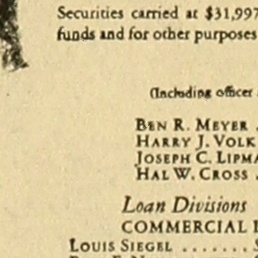 Securities carried at $31,997
funds and for other purposes
(Including officer
BEN R. MEYER .
HARRY J. VOLK
JOSEPH C. LIPMA
HAL W. CROSS .
Loan Divisions
COMMERCIAL
LOUIS SIEGEL .......